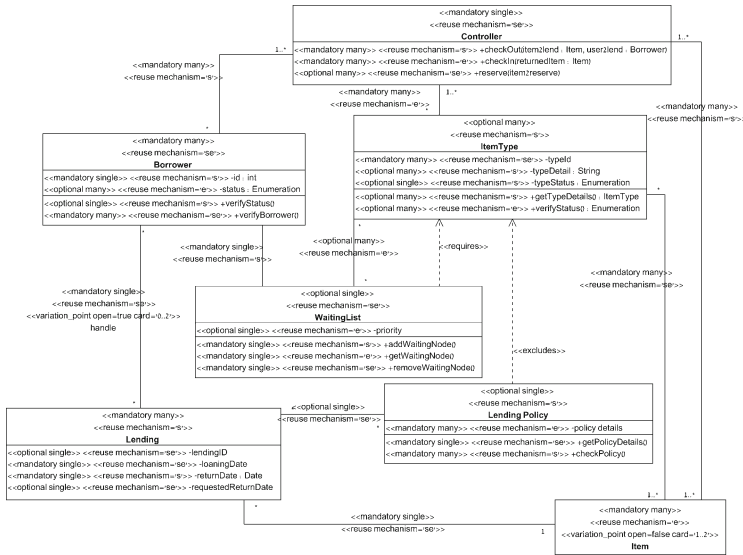 <<mandatory single>>
<<reuse mechanism='se'>>
Controller
<<mandatory many>> <<reuse mechanism='s'>> +checkOut(item2lend : Item, user2lend : Borrower)
<<mandatory many>> <<reuse mechanism='e'>> +checkIn(returnedItem : Item)
<<optional many>> <<reuse mechanism='se'>> +reserve(item2reserve)
1..*
1..*
<<mandatory many>>
<<reuse mechanism='s'>>
*
<<mandatory many>>
<<reuse mechanism='e'>>
1..*
*
<<mandatory many>>
<<reuse mechanism='s'>>
<<mandatory many>>
<<reuse mechanism='se'>>
Borrower
<<mandatory single>> <<reuse mechanism='se'>> -id : int
<<optional many>> <<reuse mechanism='e'>> -status : Enumeration
<<optional single>> <<reuse mechanism='se'>> +verifyStatus()
<<mandatory many>> <<reuse mechanism='se'>> +verifyBorrower()
<<optional many>>
<<reuse mechanism='s'>>
ItemType
<<mandatory many>> <<reuse mechanism='se'>> -typeId
<<optional many>> <<reuse mechanism='e'>> -typeDetail : String
<<optional single>> <<reuse mechanism='se'>> -typeStatus : Enumeration
<<optional many>> <<reuse mechanism='e'>> +getTypeDetails() : ItemType
<<optional many>> <<reuse mechanism='e'>> +verifyStatus() : Enumeration
*
*
*
<<mandatory single>>
<<reuse mechanism='s'>>
<<optional many>>
<<reuse mechanism='e'>>
*
<<requires>>
<<mandatory many>>
<<reuse mechanism='se'>>
<<mandatory single>>
<<reuse mechanism='se'>>
<<variation_point open=true card='0..2'>>
handle
*
<<optional single>>
<<reuse mechanism='se'>>
WaitingList
<<optional single>> <<reuse mechanism='e'>> -priority
<<mandatory single>> <<reuse mechanism='s'>> +addWaitingNode()
<<mandatory single>> <<reuse mechanism='e'>> +getWaitingNode()
<<mandatory single>> <<reuse mechanism='se'>> +removeWaitingNode()
<<excludes>>
<<optional single>>
<<reuse mechanism='s'>>
Lending Policy
<<mandatory many>> <<reuse mechanism='e'>> -policy details
<<mandatory single>> <<reuse mechanism='se'>> +getPolicyDetails()
<<mandatory many>> <<reuse mechanism='s'>> +checkPolicy()
<<optional single>>
<<reuse mechanism='se'>>
*
<<mandatory many>>
<<reuse mechanism='s'>>
Lending
<<optional single>> <<reuse mechanism='se'>> -lendingID
<<mandatory single>> <<reuse mechanism='s'>> -loaningDate
<<mandatory many>> <<reuse mechanism='s'>> -returnDate : Date
<<optional single>> <<reuse mechanism='se'>> -requestedReturnDate
*
<<mandatory single>>
<<reuse mechanism='se'>>
1
1..*
1..*
<<mandatory many>>
<<reuse mechanism='se'>>
<<variation_point open=false card='1..2'>>
Item